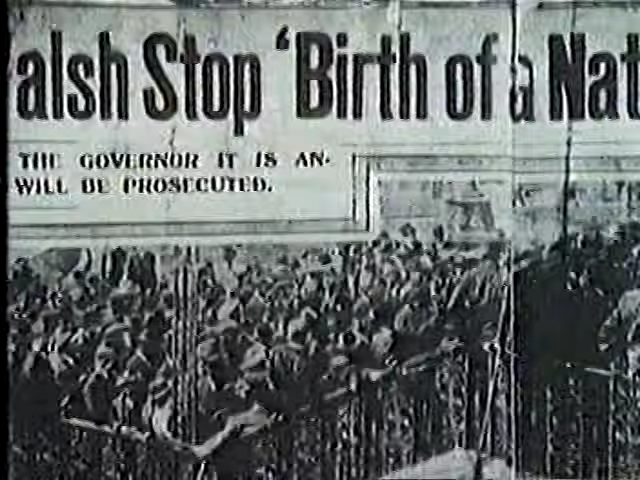 alsh Stop 'Birth of a Nat
THE GOVERNOR IT IS AN-
WILL BE PROSECUTED.